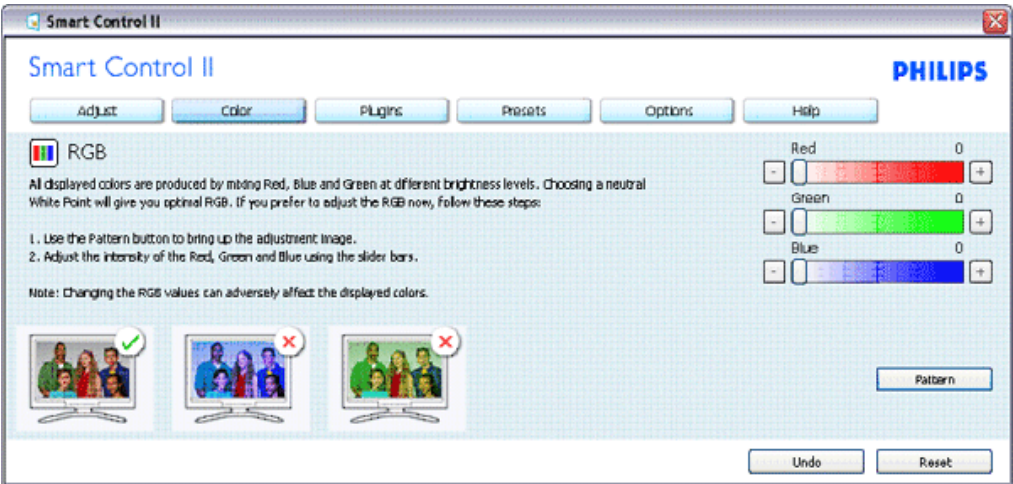 Smart Control II
Smart Control II
PHILIPS
Adjust Color Plugins Presets Options Help
RGB
All displayed colors are produced by mixing Red, Blue and Green at different brightness levels. Choosing a neutral
White Point will give you optimal RGB. If you prefer to adjust the RGB now, follow these steps:
1. Use the Pattern button to bring up the adjustment image.
2. Adjust the intensity of the Red, Green and Blue using the slider bars.
Note: Changing the RGB values can adversely affect the displayed colors.
Red 0
- +
Green 0
- +
Blue 0
- +
Pattern
Undo Reset